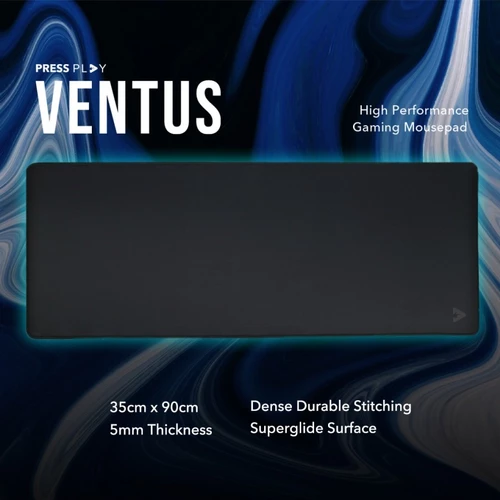 PRESS PLAY
VENTUS
High Performance
Gaming Mousepad
35cm x 90cm
5mm Thickness
Dense Durable Stitching
Superglide Surface